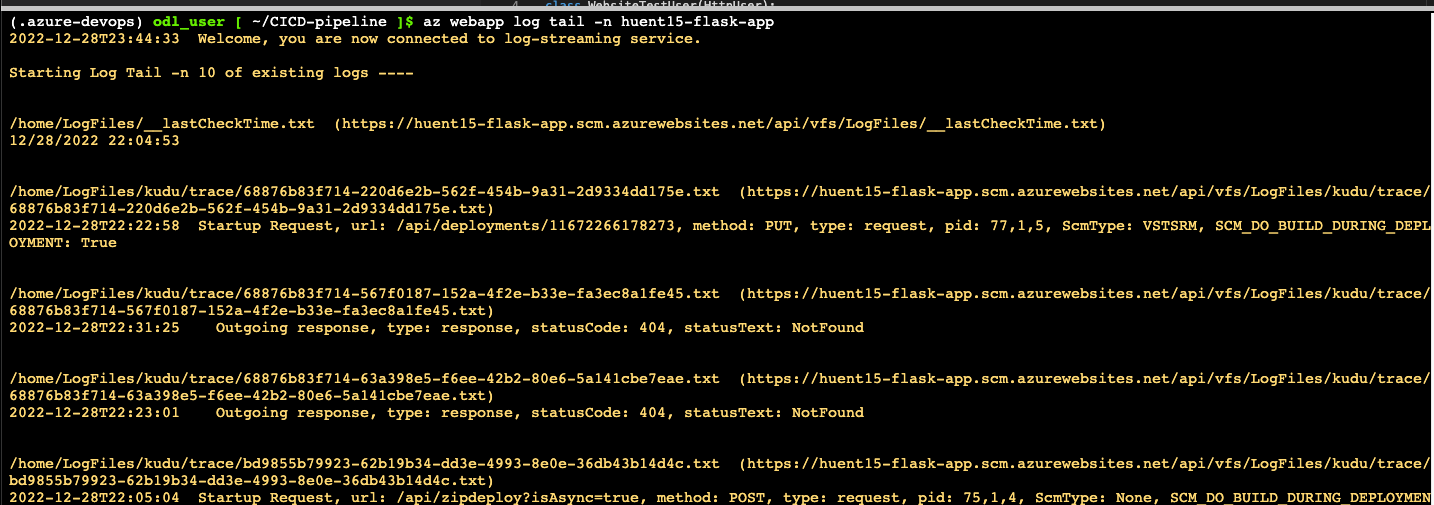 4 class WebsiteTestUser(HttpUser):
(.azure-devops) odl_user [ ~/CICD-pipeline ]$ az webapp log tail -n huent15-flask-app
2022-12-28T23:44:33  Welcome, you are now connected to log-streaming service.
Starting Log Tail -n 10 of existing logs ----
/home/LogFiles/__lastCheckTime.txt  (https://huent15-flask-app.scm.azurewebsites.net/api/vfs/LogFiles/__lastCheckTime.txt)
12/28/2022 22:04:53
/home/LogFiles/kudu/trace/68876b83f714-220d6e2b-562f-454b-9a31-2d9334dd175e.txt  (https://huent15-flask-app.scm.azurewebsites.net/api/vfs/LogFiles/kudu/trace/
68876b83f714-220d6e2b-562f-454b-9a31-2d9334dd175e.txt)
2022-12-28T22:22:58  Startup Request, url: /api/deployments/11672266178273, method: PUT, type: request, pid: 77,1,5, ScmType: VSTSRM, SCM_DO_BUILD_DURING_DEPL
OYMENT: True
/home/LogFiles/kudu/trace/68876b83f714-567f0187-152a-4f2e-b33e-fa3ec8a1fe45.txt  (https://huent15-flask-app.scm.azurewebsites.net/api/vfs/LogFiles/kudu/trace/
68876b83f714-567f0187-152a-4f2e-b33e-fa3ec8a1fe45.txt)
2022-12-28T22:31:25    Outgoing response, type: response, statusCode: 404, statusText: NotFound
/home/LogFiles/kudu/trace/68876b83f714-63a398e5-f6ee-42b2-80e6-5a141cbe7eae.txt  (https://huent15-flask-app.scm.azurewebsites.net/api/vfs/LogFiles/kudu/trace/
68876b83f714-63a398e5-f6ee-42b2-80e6-5a141cbe7eae.txt)
2022-12-28T22:23:01    Outgoing response, type: response, statusCode: 404, statusText: NotFound
/home/LogFiles/kudu/trace/bd9855b79923-62b19b34-dd3e-4993-8e0e-36db43b14d4c.txt  (https://huent15-flask-app.scm.azurewebsites.net/api/vfs/LogFiles/kudu/trace/
bd9855b79923-62b19b34-dd3e-4993-8e0e-36db43b14d4c.txt)
2022-12-28T22:05:04  Startup Request, url: /api/zipdeploy?isAsync=true, method: POST, type: request, pid: 75,1,4, ScmType: None, SCM_DO_BUILD_DURING_DEPLOYMEN